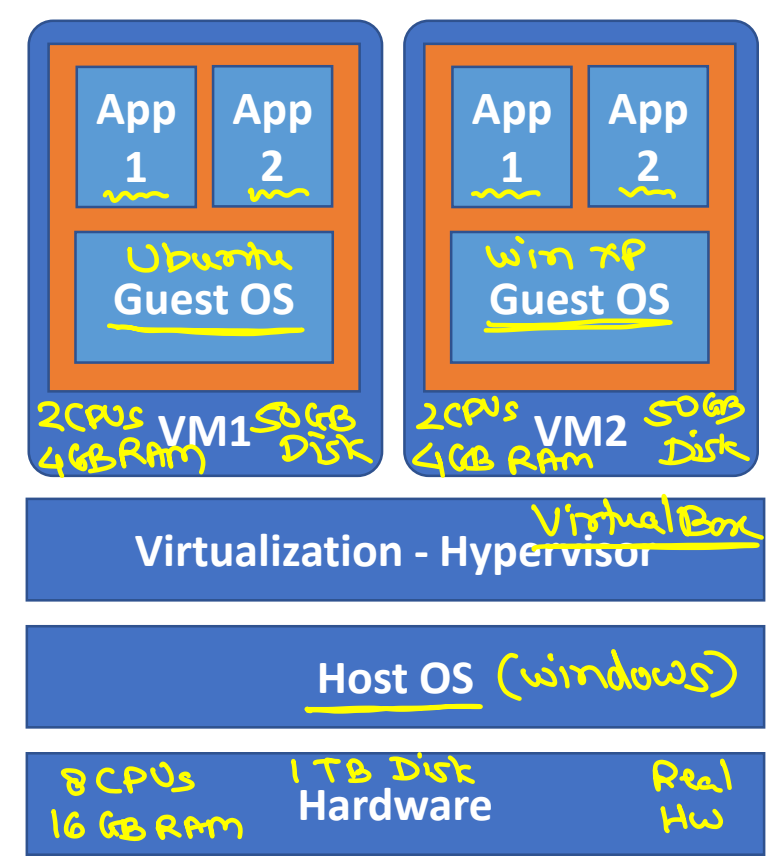 App
1
App
2
Ubuntu
Guest OS
2CPUs
4GB RAM
VM1
50GB
Disk
App
1
App
2
Win XP
Guest OS
2CPUs
4GB RAM
VM2
50GB
Disk
VirtualBox
Virtualization - Hypervisor
Host OS (windows)
8 CPUs
16 GB RAM
1 TB Disk
Hardware
Real
HW